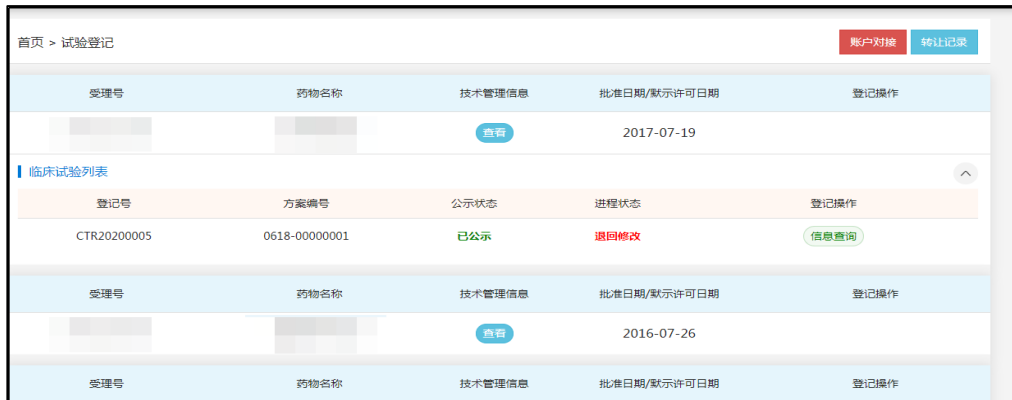 首页 > 试验登记 账户对接 转让记录
受理号 药物名称 技术管理信息 批准日期/默示许可日期 登记操作
查看 2017-07-19
临床试验列表
登记号 方案编号 公示状态 进程状态 登记操作
CTR20200005 0618-00000001 已公示 退回修改 信息查询
受理号 药物名称 技术管理信息 批准日期/默示许可日期 登记操作
查看 2016-07-26
受理号 药物名称 技术管理信息 批准日期/默示许可日期 登记操作